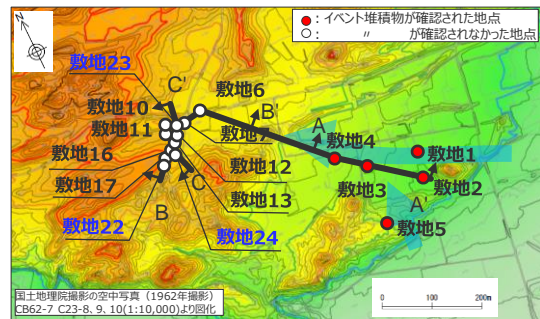 ●：イベント堆積物が確認された地点
○：　〃　が確認されなかった地点
N
敷地23
C'
敷地6
敷地10
B'
敷地11
敷地7
A
敷地4
敷地16
敷地12
敷地1
敷地3
敷地17
敷地13
敷地2
C
A'
B
敷地22
敷地24
敷地5
国土地理院撮影の空中写真（1962年撮影）
CB62-7 C23-8、9、10(1:10,000)より図化
0 100 200m